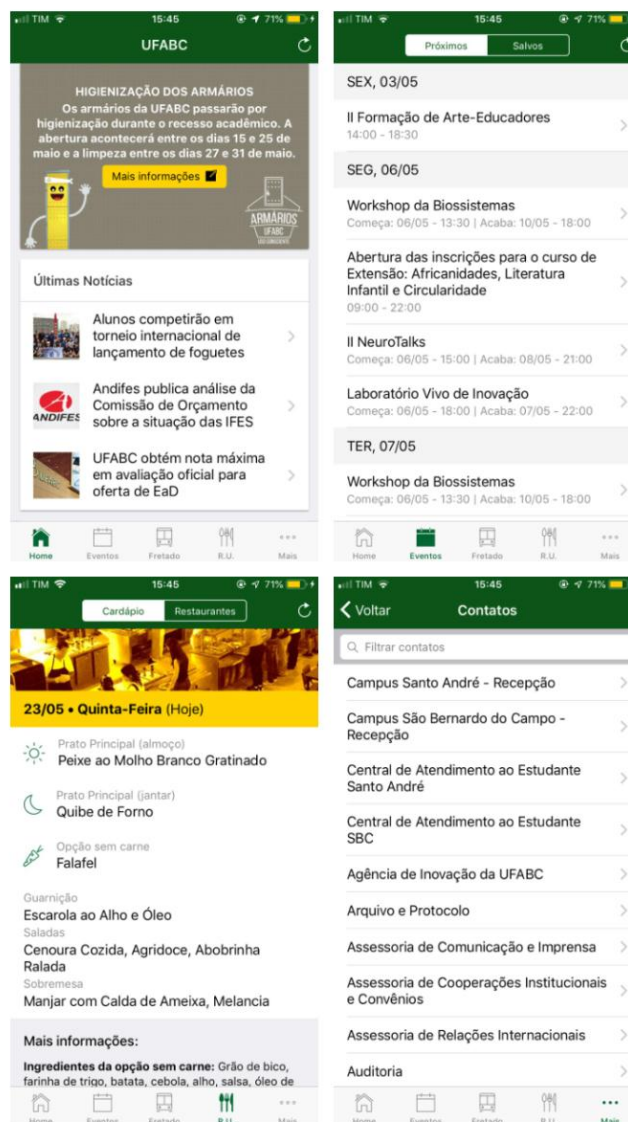 TIM 15:45 71%
UFABC
HIGIENIZAÇÃO DOS ARMÁRIOS
Os armários da UFABC passarão por
higienização durante o recesso acadêmico. A
abertura acontecerá entre os dias 15 e 25 de
maio e a limpeza entre os dias 27 e 31 de maio.
Mais informações
ARMÁRIOS
UFABC
USO CONSCIENTE
Últimas Notícias
Alunos competirão em
torneio internacional de
lançamento de foguetes
ANDIFES
Andifes publica análise da
Comissão de Orçamento
sobre a situação das IFES
UFABC obtém nota máxima
em avaliação oficial para
oferta de EaD
Home Eventos Fretado R.U. Mais
TIM 15:45 71%
Próximos Salvos
SEX, 03/05
II Formação de Arte-Educadores
14:00 - 18:30
SEG, 06/05
Workshop da Biossistemas
Começa: 06/05 - 13:30 | Acaba: 10/05 - 18:00
Abertura das inscrições para o curso de
Extensão: Africanidades, Literatura
Infantil e Circularidade
09:00 - 22:00
II NeuroTalks
Começa: 06/05 - 15:00 | Acaba: 08/05 - 21:00
Laboratório Vivo de Inovação
Começa: 06/05 - 18:00 | Acaba: 07/05 - 22:00
TER, 07/05
Workshop da Biossistemas
Começa: 06/05 - 13:30 | Acaba: 10/05 - 18:00
Home Eventos Fretado R.U. Mais
TIM 15:45 71%
Cardápio Restaurantes
23/05 • Quinta-Feira (Hoje)
Prato Principal (almoço)
Peixe ao Molho Branco Gratinado
Prato Principal (jantar)
Quibe de Forno
Opção sem carne
Falafel
Guarnição
Escarola ao Alho e Óleo
Saladas
Cenoura Cozida, Agridoce, Abobrinha
Ralada
Sobremesa
Manjar com Calda de Ameixa, Melancia
Mais informações:
Ingredientes da opção sem carne: Grão de bico,
farinha de trigo, batata, cebola, alho, salsa, óleo de
Home Eventos Fretado R.U. Mais
TIM 15:45 71%
Voltar Contatos
Filtrar contatos
Campus Santo André - Recepção
Campus São Bernardo do Campo -
Recepção
Central de Atendimento ao Estudante
Santo André
Central de Atendimento ao Estudante
SBC
Agência de Inovação da UFABC
Arquivo e Protocolo
Assessoria de Comunicação e Imprensa
Assessoria de Cooperações Institucionais
e Convênios
Assessoria de Relações Internacionais
Auditoria
Home Eventos Fretado R.U. Mais